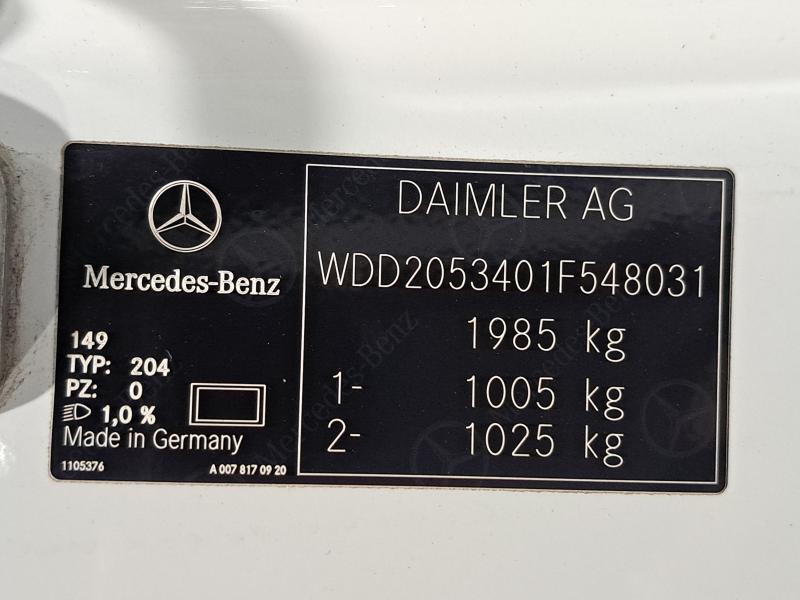 Mercedes-Benz
149
TYP: 204
PZ: 0
1,0 %
Made in Germany
1105376
A 007 817 09 20
DAIMLER AG
WDD2053401F548031
1985 kg
1- 1005 kg
2- 1025 kg